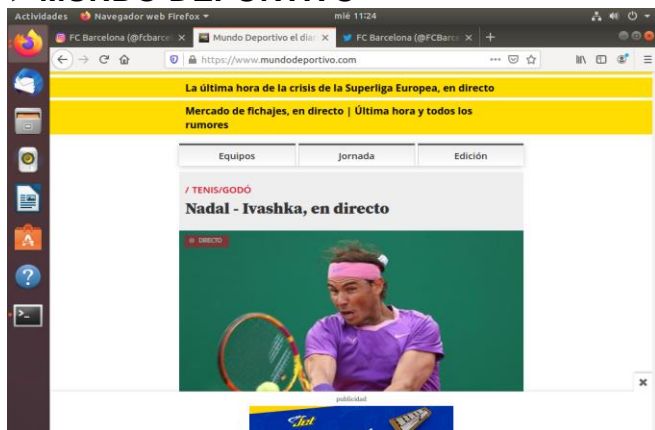 MUNDO DEPORTIVO
Actividades Navegador web Firefox mié 11:24
FC Barcelona (@fcbarce Mundo Deportivo el diar FC Barcelona (@FCBarce
https://www.mundodeportivo.com
La última hora de la crisis de la Superliga Europea, en directo
Mercado de fichajes, en directo | Última hora y todos los
rumores
Equipos Jornada Edición
/ TENIS/GODÓ
Nadal - Ivashka, en directo
DIRECTO
publicidad